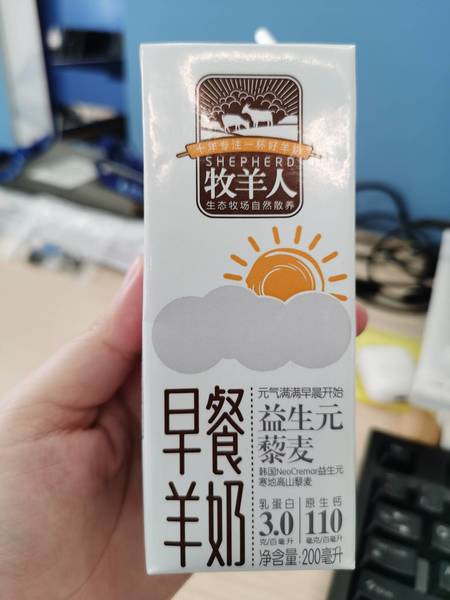 十年专注一杯好羊奶
SHEPHERD
牧羊人
生态牧场自然散养
早餐
羊奶
元气满满早晨开始
益生元
藜麦
韩国NeoCremar益生元
寒地高山藜麦
乳蛋白
3.0
克/百毫升
原生钙
110
毫克/百毫升
净含量:200毫升